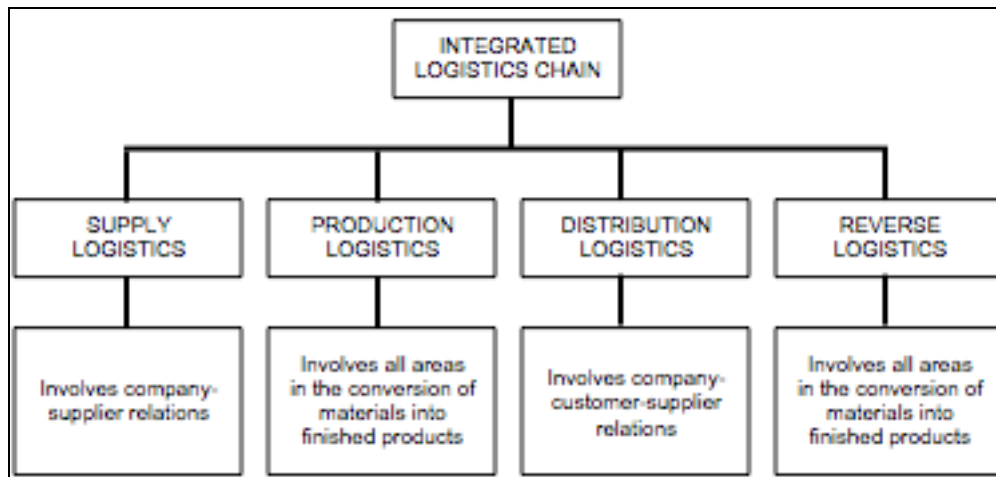 INTEGRATED
LOGISTICS CHAIN
SUPPLY
LOGISTICS
PRODUCTION
LOGISTICS
DISTRIBUTION
LOGISTICS
REVERSE
LOGISTICS
Involves company-
supplier relations
Involves all areas
in the conversion of
materials into
finished products
Involves company-
customer-supplier
relations
Involves all areas
in the conversion of
materials into
finished products